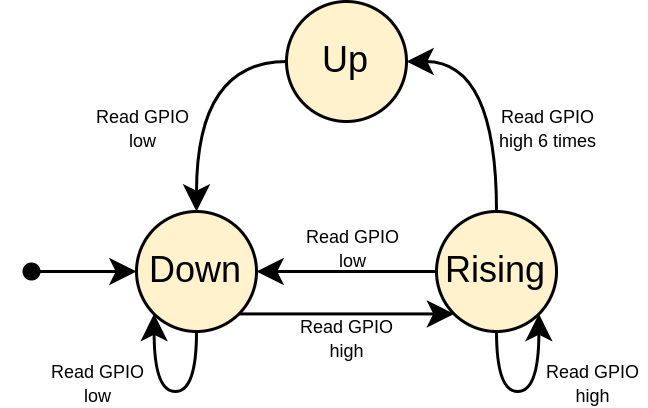 Up
Read GPIO
low
Read GPIO
high 6 times
Down
Read GPIO
low
Rising
Read GPIO
high
Read GPIO
low
Read GPIO
high